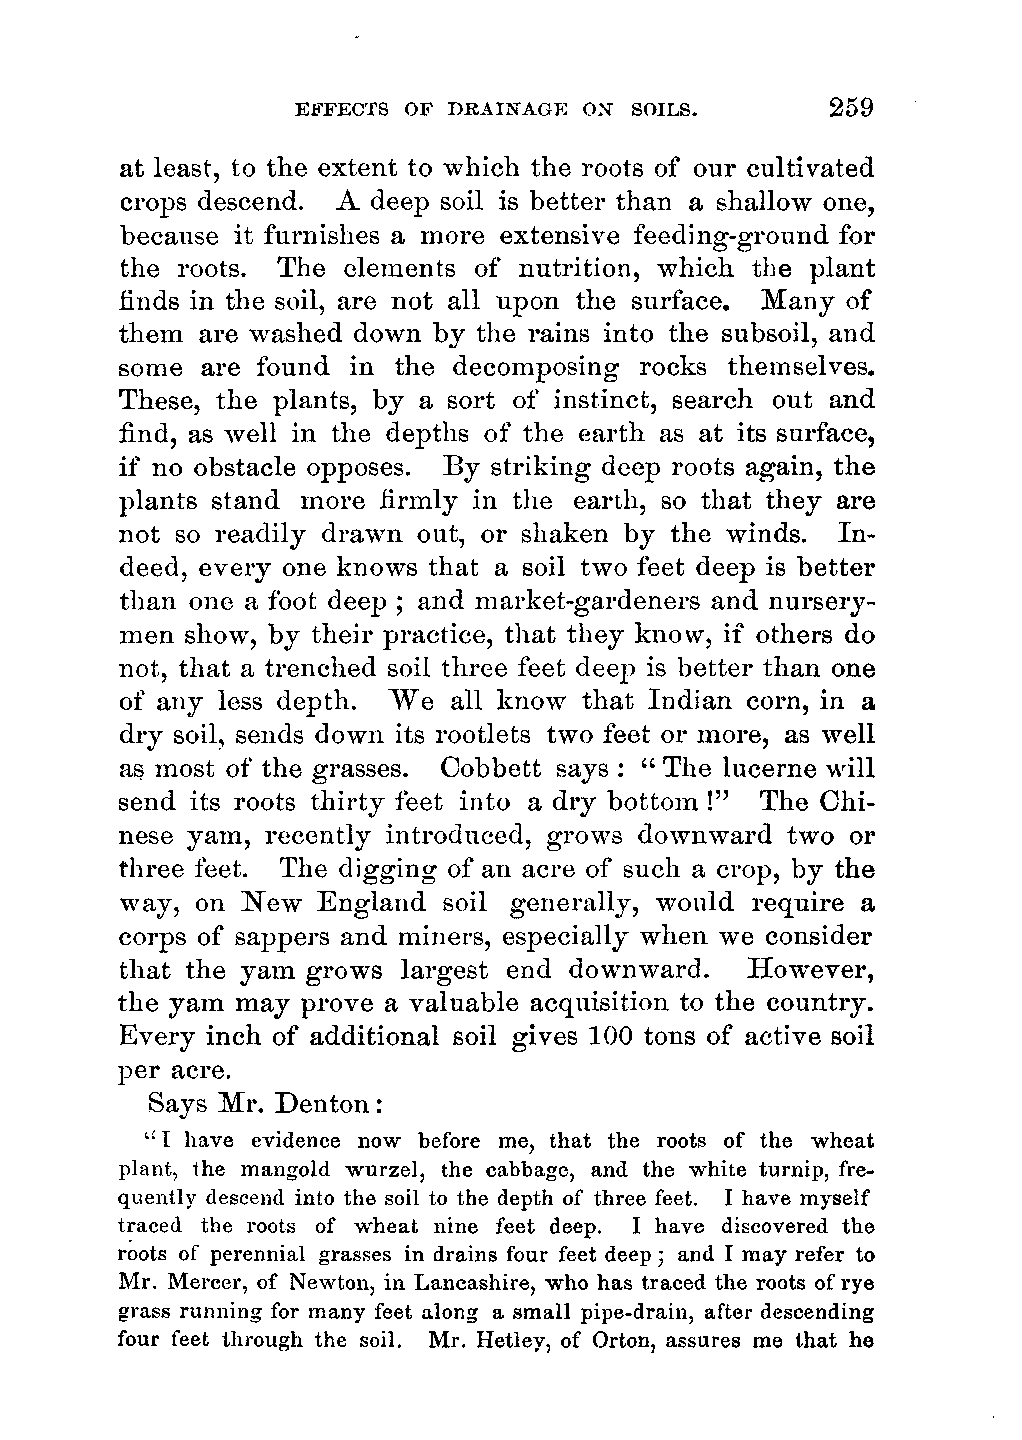 EFFECTS OF DRAINAGE ON SOILS. 259
at least, to the extent to which the roots of our cultivated
crops descend. A deep soil is better than a shallow one,
because it furnishes a more extensive feeding-ground for
the roots. The elements of nutrition, which the plant
finds in the soil, are not all upon the surface. Many of
them are washed down by the rains into the subsoil, and
some are found in the decomposing rocks themselves.
These, the plants, by a sort of instinct, search out and
find, as well in the depths of the earth as at its surface,
if no obstacle opposes. By striking deep roots again, the
plants stand more firmly in the earth, so that they are
not so readily drawn out, or shaken by the winds. In-
deed, every one knows that a soil two feet deep is better
than one a foot deep ; and market-gardeners and nursery-
men show, by their practice, that they know, if others do
not, that a trenched soil three feet deep is better than one
of any less depth. We all know that Indian corn, in a
dry soil, sends down its rootlets two feet or more, as well
as most of the grasses. Cobbett says : “ The lucerne will
send its roots thirty feet into a dry bottom !” The Chi-
nese yam, recently introduced, grows downward two or
three feet. The digging of an acre of such a crop, by the
way, on New England soil generally, would require a
corps of sappers and miners, especially when we consider
that the yam grows largest end downward. However,
the yam may prove a valuable acquisition to the country.
Every inch of additional soil gives 100 tons of active soil
per acre.
Says Mr. Denton :
“I have evidence now before me, that the roots of the wheat
plant, the mangold wurzel, the cabbage, and the white turnip, fre-
quently descend into the soil to the depth of three feet. I have myself
traced the roots of wheat nine feet deep. I have discovered the
roots of perennial grasses in drains four feet deep ; and I may refer to
Mr. Mercer, of Newton, in Lancashire, who has traced the roots of rye
grass running for many feet along a small pipe-drain, after descending
four feet through the soil. Mr. Hetley, of Orton, assures me that he